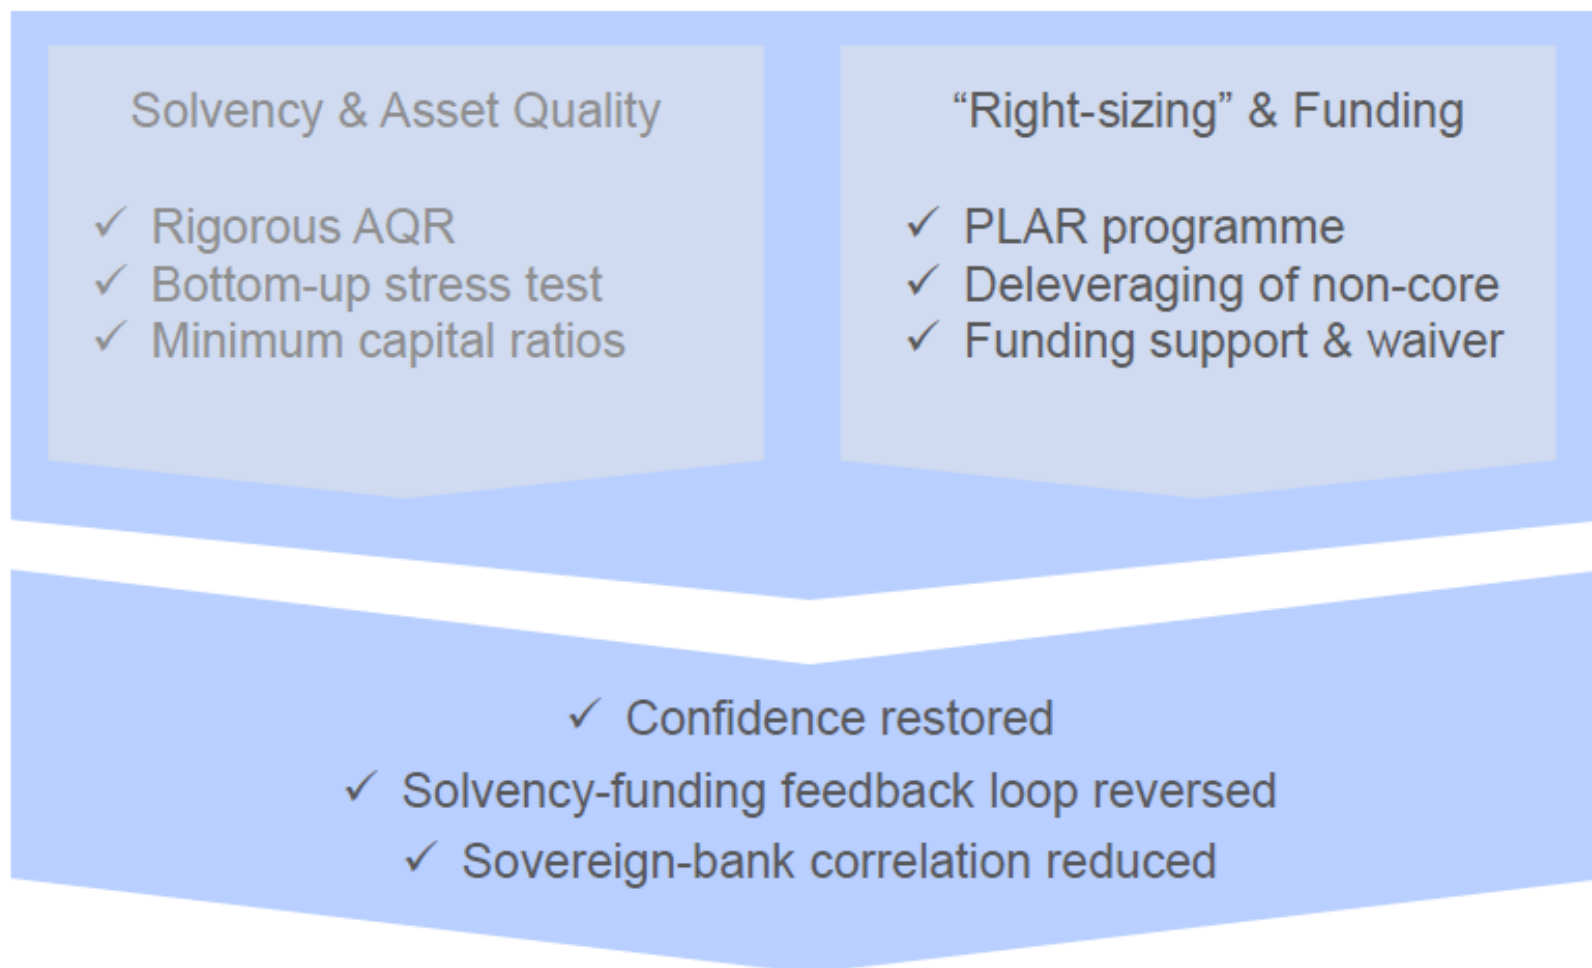 Solvency & Asset Quality
✓ Rigorous AQR
✓ Bottom-up stress test
✓ Minimum capital ratios
“Right-sizing” & Funding
✓ PLAR programme
✓ Deleveraging of non-core
✓ Funding support & waiver
✓ Confidence restored
✓ Solvency-funding feedback loop reversed
✓ Sovereign-bank correlation reduced